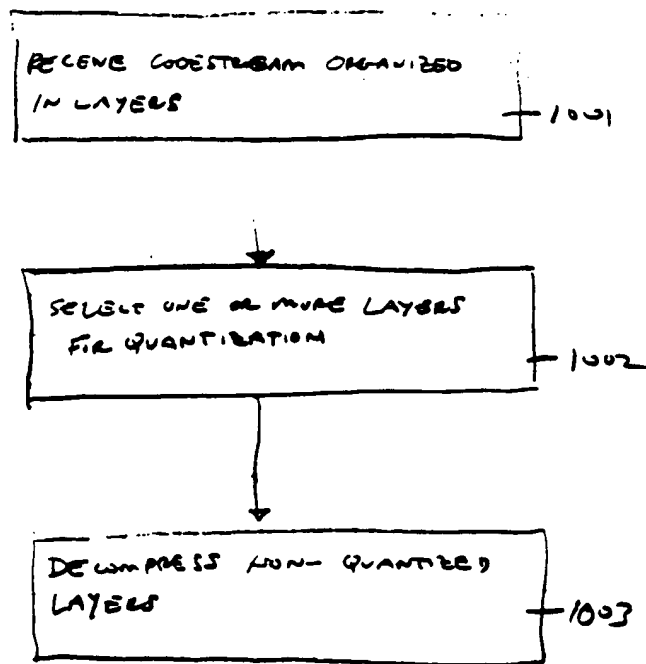 RECEIVE CODESTREAM ORGANIZED
IN LAYERS
1001
SELECT ONE OR MORE LAYERS
FOR QUANTIZATION
1002
DECOMPRESS NON-QUANTIZED
LAYERS
1003